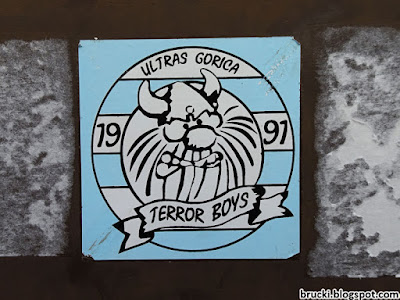 ULTRAS GORICA
19 91
TERROR BOYS
brucki.blogspot.com